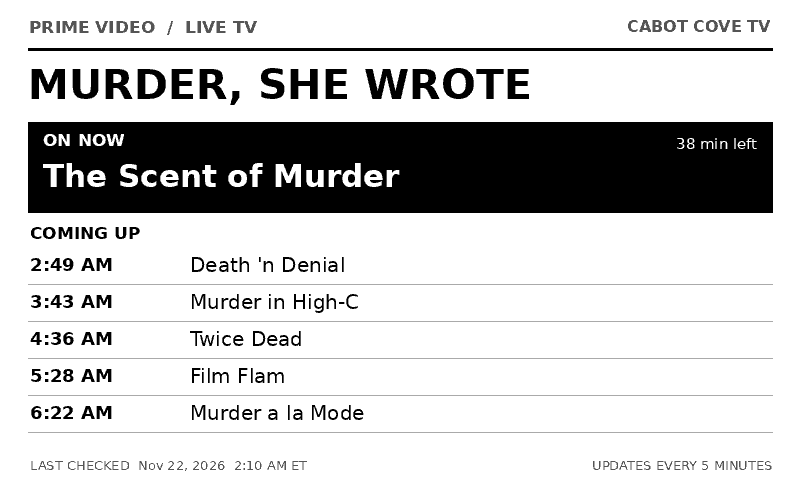 PRIME VIDEO / LIVE TV CABOT COVE TV
MURDER, SHE WROTE
ON NOW 38 min left
The Scent of Murder
COMING UP
2:49 AM Death 'n Denial
3:43 AM Murder in High-C
4:36 AM Twice Dead
5:28 AM Film Flam
6:22 AM Murder a la Mode
LAST CHECKED Nov 22, 2026 2:10 AM ET UPDATES EVERY 5 MINUTES